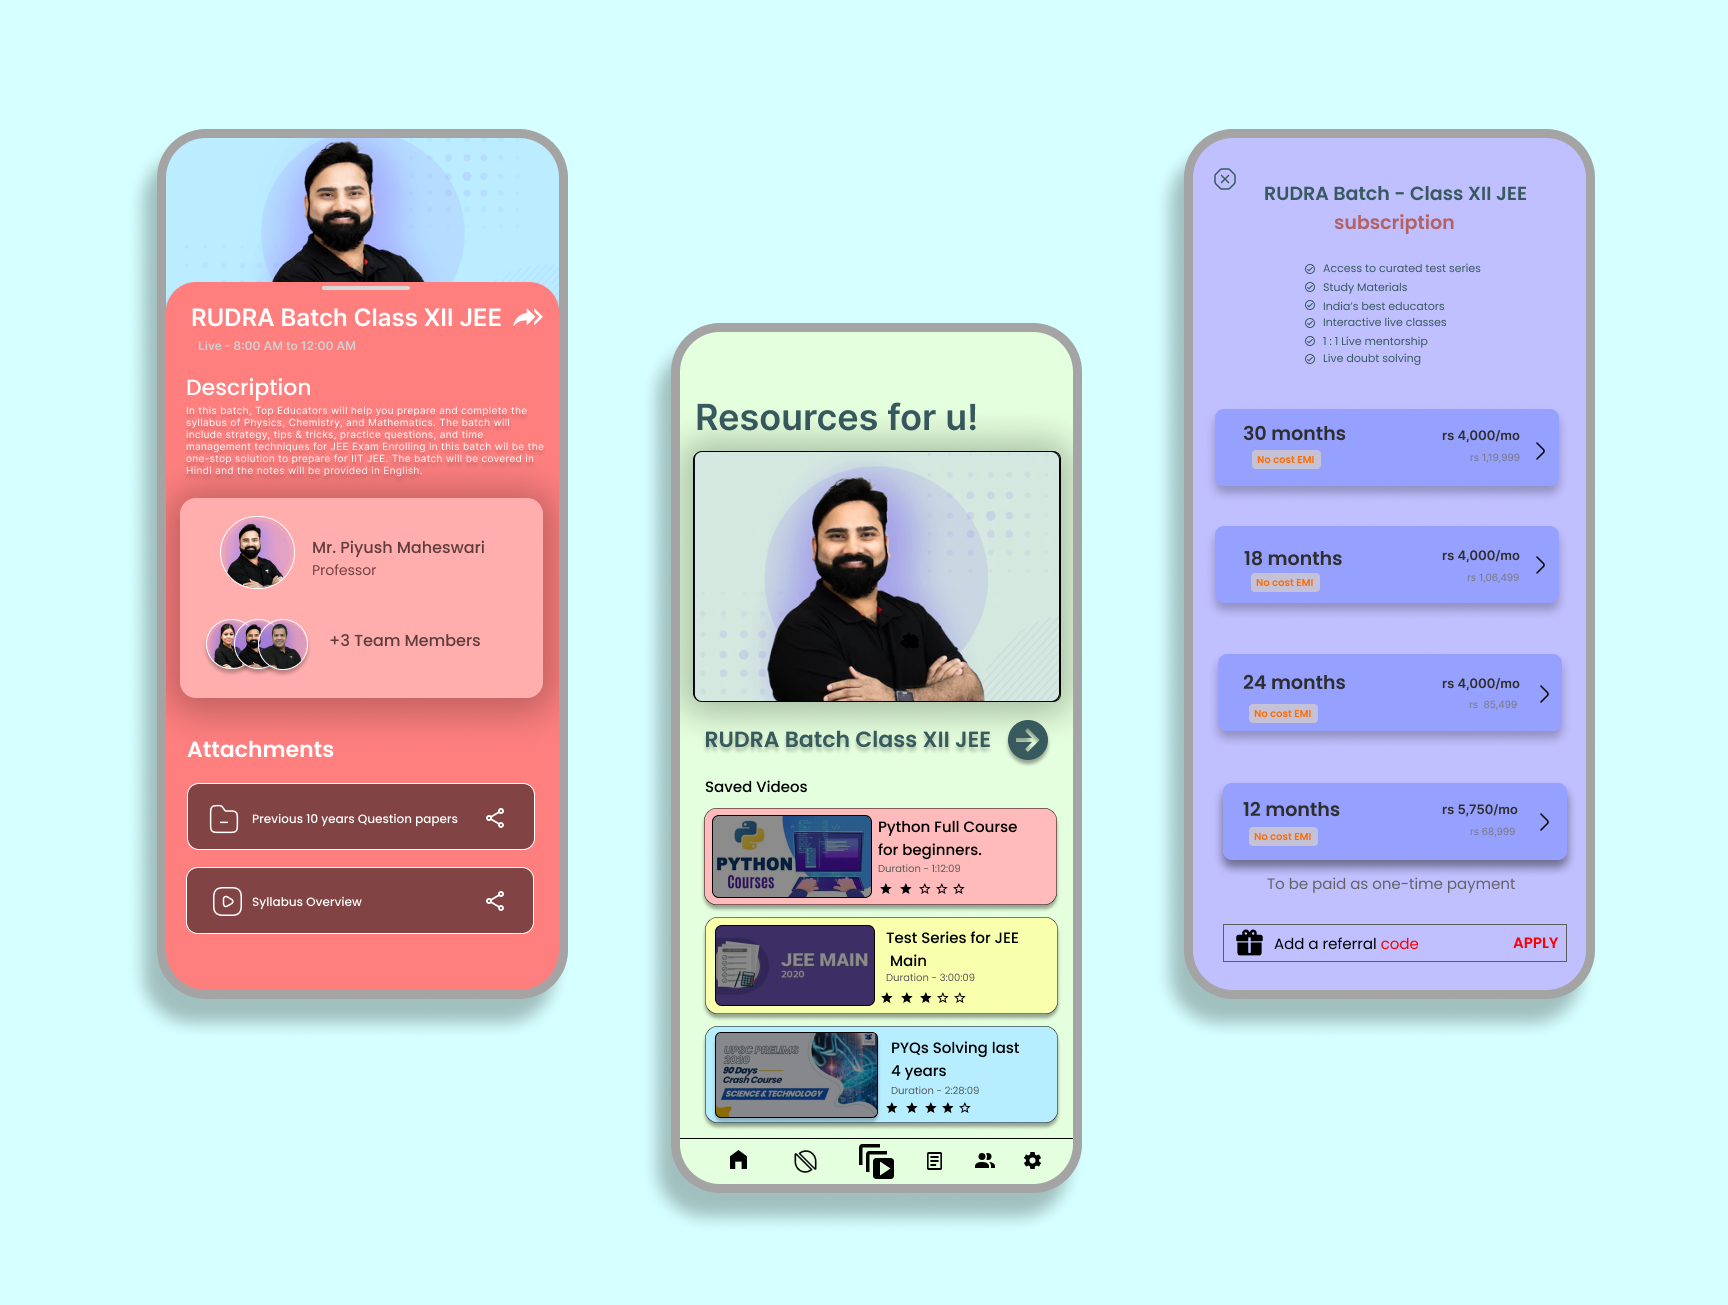 RUDRA Batch Class XII JEE
Live - 8:00 AM to 12:00 AM
Description
In this batch, Top Educators will help you prepare and complete the
syllabus of Physics, Chemistry, and Mathematics. The batch will
include strategy, tips & tricks, practice questions, and time
management techniques for JEE Exam Enrolling in this batch wil be the
one-stop solution to prepare for IIT JEE. The batch will be covered in
Hindi and the notes will be provided in English.
Mr. Piyush Maheswari
Professor
+3 Team Members
Attachments
Previous 10 years Question papers
Syllabus Overview
Resources for u!
RUDRA Batch Class XII JEE
Saved Videos
PYTHON
Courses
Python Full Course
for beginners.
Duration - 1:12:09
JEE MAIN
2020
Test Series for JEE
Main
Duration - 3:00:09
UPSC PRELIMS
2020
90 Days
Crash Course
SCIENCE & TECHNOLOGY
PYQs Solving last
4 years
Duration - 2:28:09
RUDRA Batch - Class XII JEE
subscription
Access to curated test series
Study Materials
India's best educators
Interactive live classes
1 : 1 Live mentorship
Live doubt solving
30 months
No cost EMI
rs 4,000/mo
rs 1,19,999
18 months
No cost EMI
rs 4,000/mo
rs 1,06,499
24 months
No cost EMI
rs 4,000/mo
rs 85,499
12 months
No cost EMI
rs 5,750/mo
rs 68,999
To be paid as one-time payment
Add a referral code
APPLY